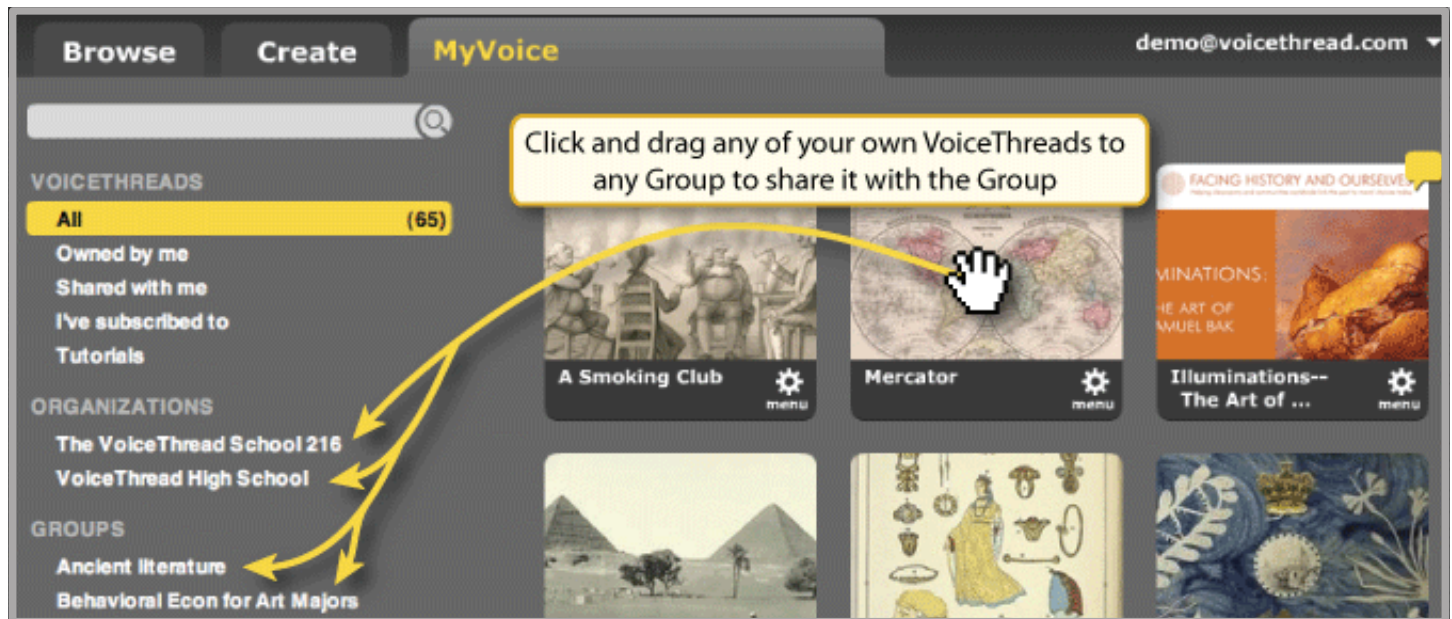 Browse
Create
MyVoice
demo@voicethread.com
Click and drag any of your own VoiceThreads to
any Group to share it with the Group
VOICETHREADS
All (65)
Owned by me
Shared with me
I've subscribed to
Tutorials
ORGANIZATIONS
The VoiceThread School 216
VoiceThread High School
GROUPS
Ancient literature
Behavioral Econ for Art Majors
A Smoking Club
menu
Mercator
menu
FACING HISTORY AND OURSELVES
MINATIONS:
HE ART OF
AMUEL BAK
Illuminations--
The Art of ...
menu